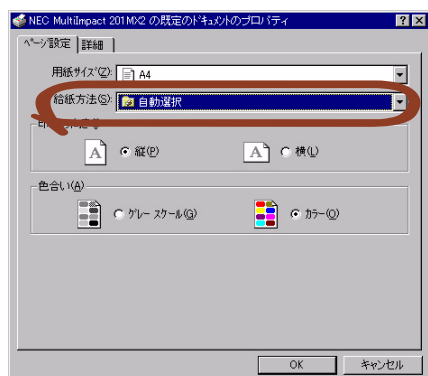 NEC MultiImpact 201MX2 の既定のﾄﾞｷｭﾒﾝﾄのプロパティ
ﾍﾟｰｼﾞ設定 詳細
用紙ｻｲｽﾞ(Z): A4
給紙方法(S): 自動選択
A 縦(P) A 横(L)
色合い(A)
ｸﾞﾚｰ ｽｹｰﾙ(G) ｶﾗｰ(O)
OK ｷｬﾝｾﾙ